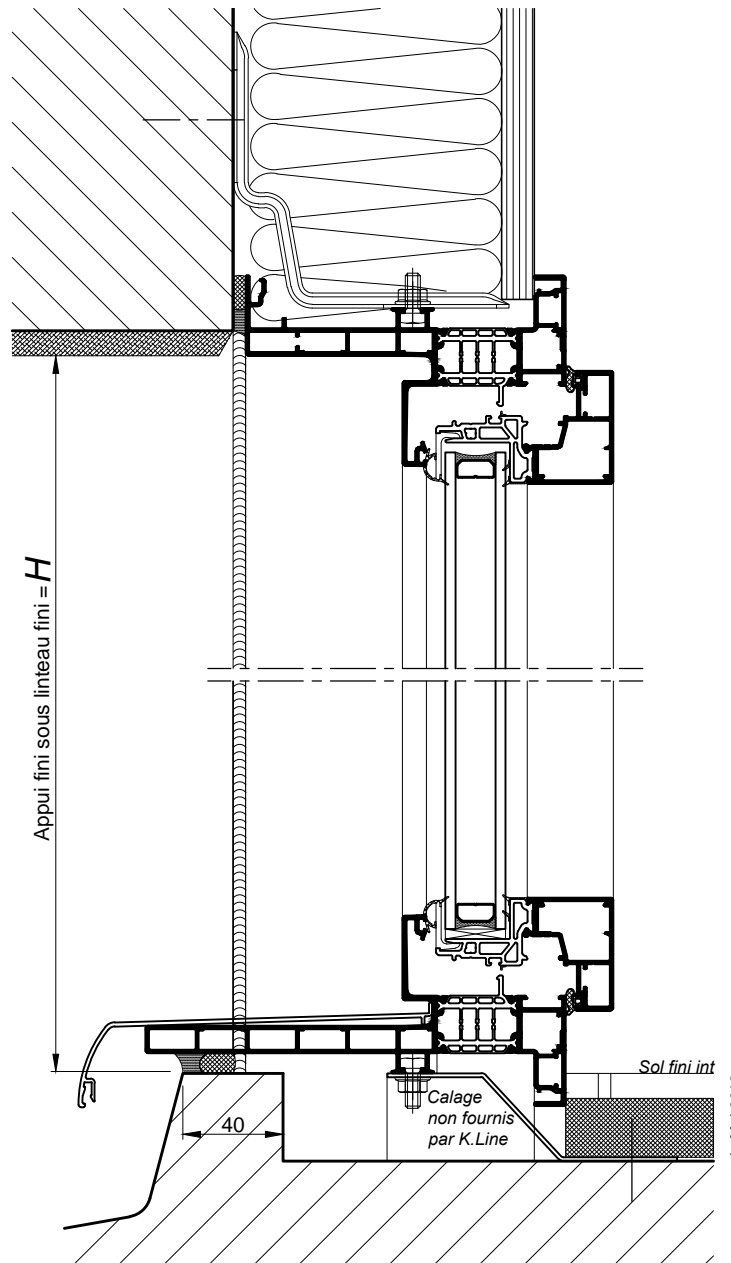 Appui fini sous linteau fini = H
Sol fini int
40
Calage
non fournis
par K.Line